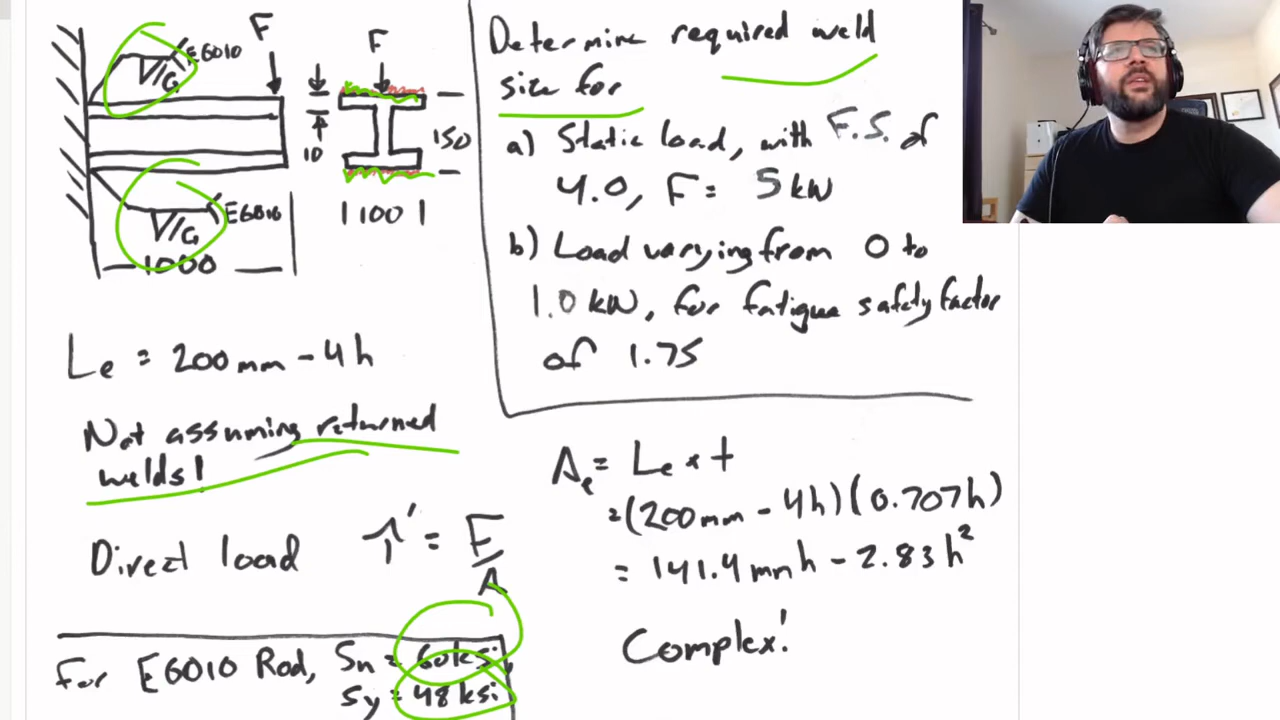 E6010
V/G
F
F
10
150
E6010
V/G
1000
100
Determine required weld
size for
a) Static load, with F.S. of
4.0, F = 5 kN
b) Load varying from 0 to
1.0 kN, for fatigue safety factor
of 1.75
Le = 200mm - 4h
Not assuming returned
welds!
Direct load τ' = F/A
Ae = Le × t
= (200mm - 4h)(0.707h)
= 141.4 mm h - 2.83 h²
Complex!
For E6010 Rod, Su = 60 ksi
Sy = 48 ksi